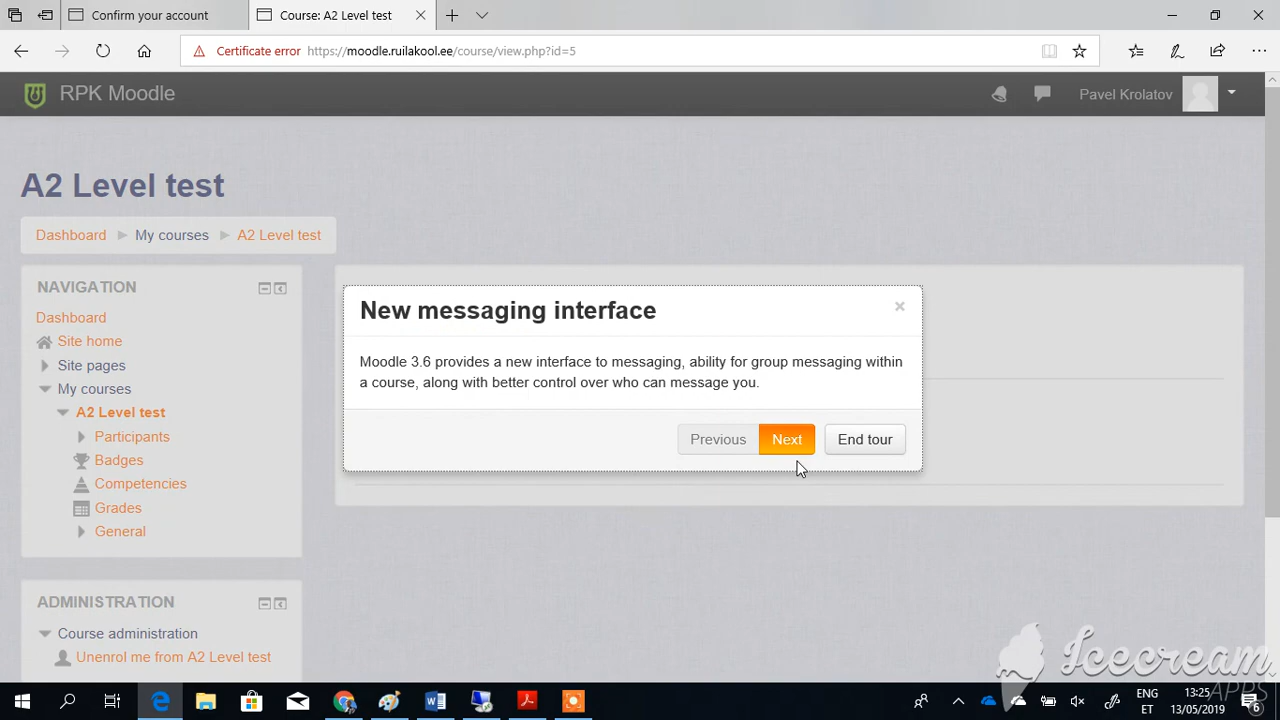 Confirm your account
Course: A2 Level test
Certificate error https://moodle.ruilakool.ee/course/view.php?id=5
RPK Moodle
Pavel Krolatov
A2 Level test
Dashboard
My courses
A2 Level test
NAVIGATION
Dashboard
Site home
Site pages
My courses
A2 Level test
Participants
Badges
Competencies
Grades
General
New messaging interface
Moodle 3.6 provides a new interface to messaging, ability for group messaging within
a course, along with better control over who can message you.
Previous
Next
End tour
ADMINISTRATION
Course administration
Unenrol me from A2 Level test
Icecream
APPS
ENG
ET
13:25
13/05/2019
6